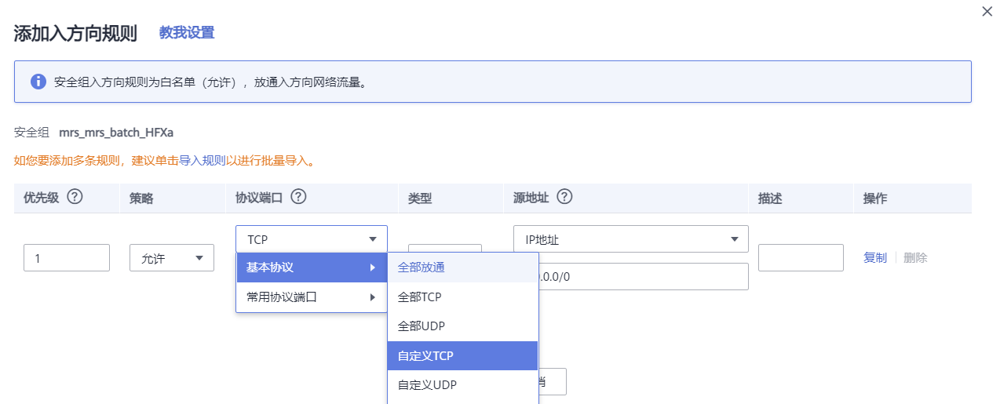 添加入方向规则 教我设置
安全组入方向规则为白名单（允许），放通入方向网络流量。
安全组 mrs_mrs_batch_HFXa
如您要添加多条规则，建议单击导入规则以进行批量导入。
优先级 ? 策略 协议端口 ? 类型 源地址 ? 描述 操作
TCP IP地址
1 允许 复制 删除
基本协议 全部放通 .0.0/0
常用协议端口 全部TCP
全部UDP
自定义TCP
自定义UDP